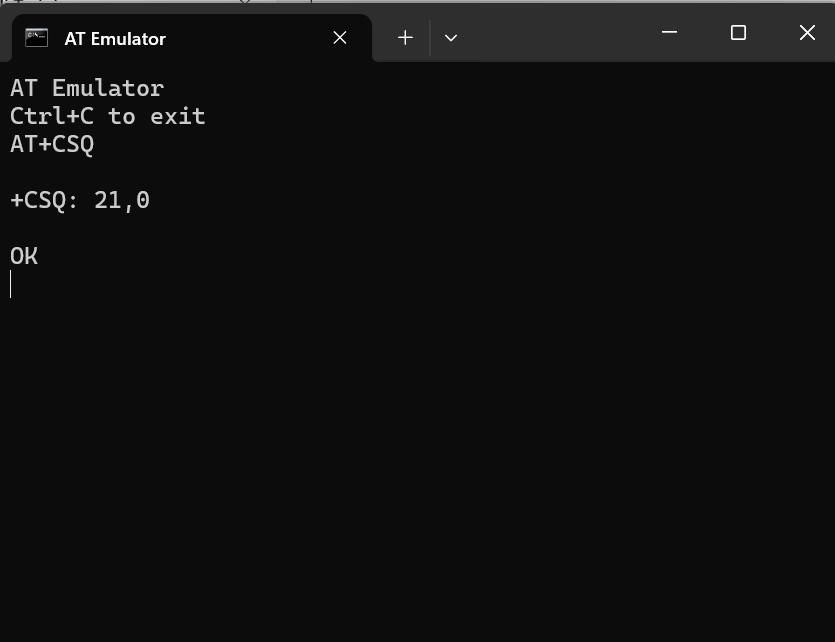 AT Emulator
AT Emulator
Ctrl+C to exit
AT+CSQ
+CSQ: 21,0
OK